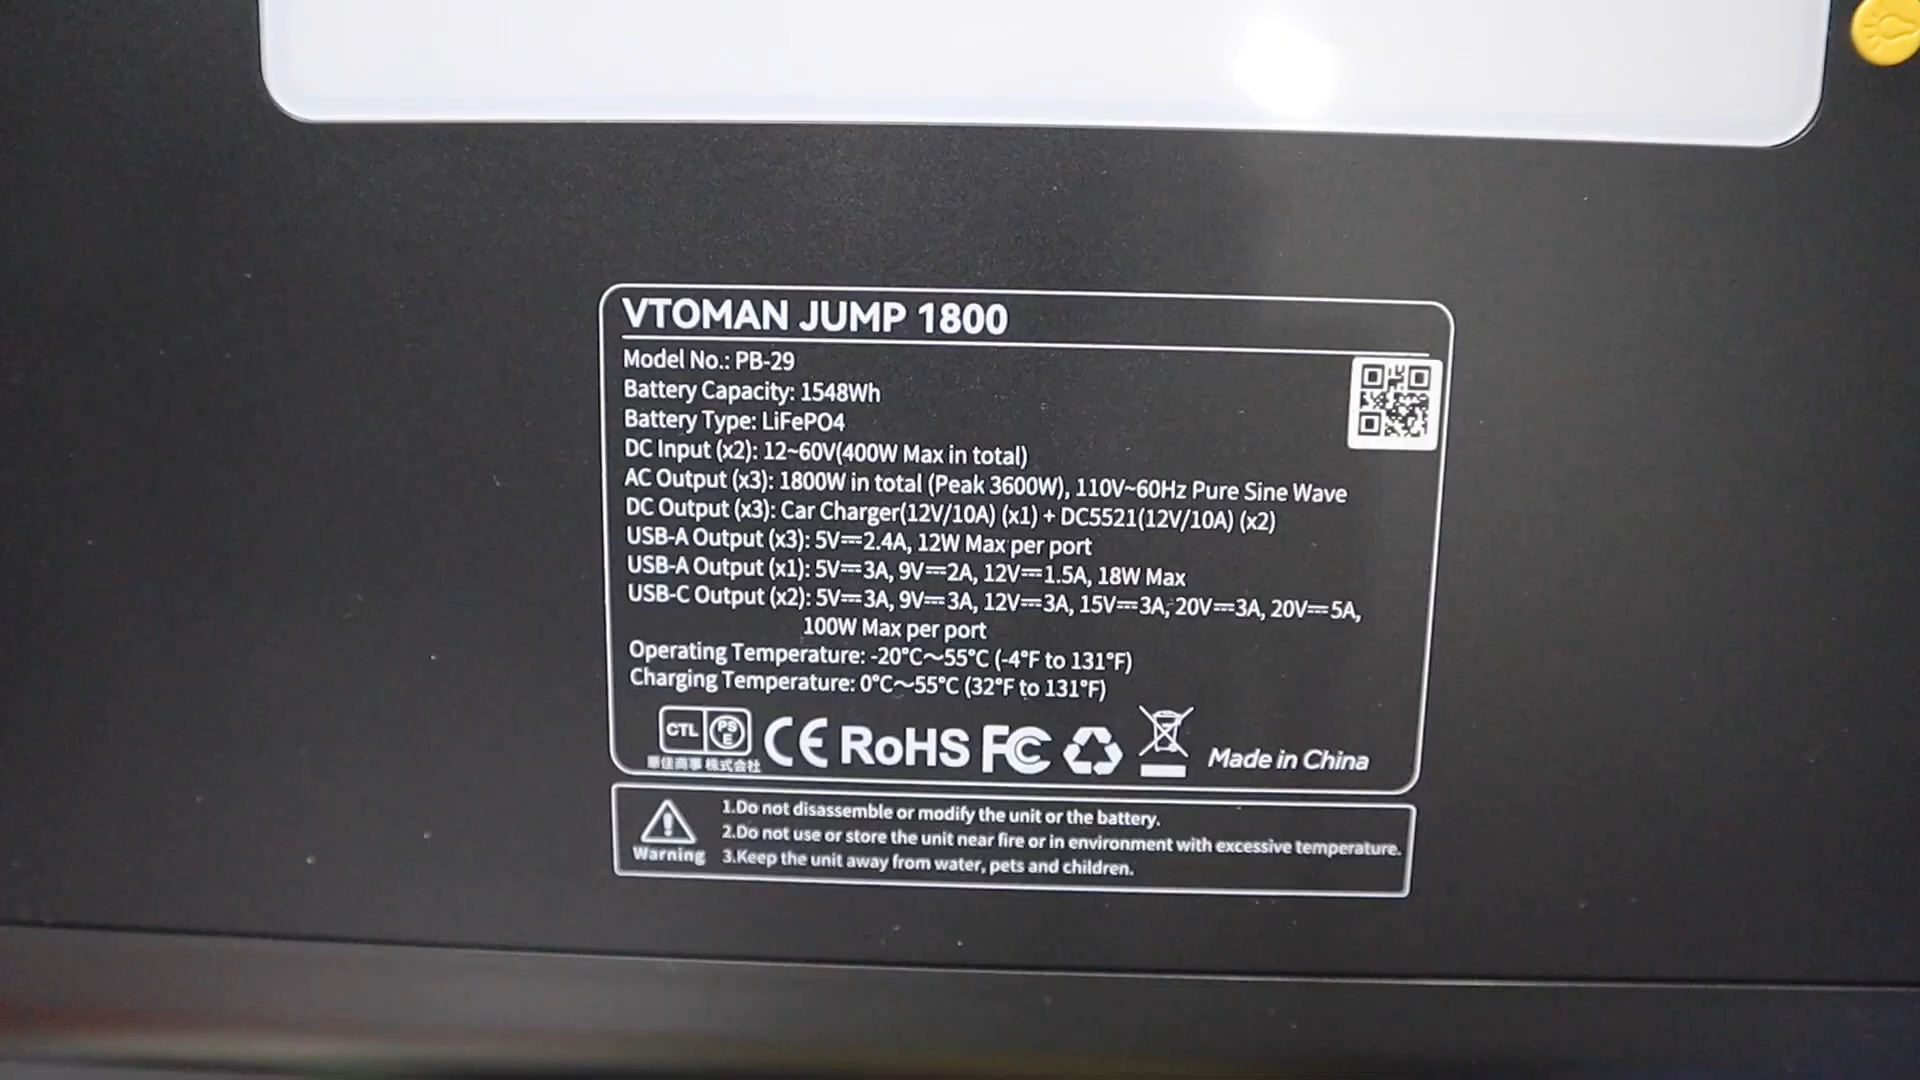 VTOMAN JUMP 1800
Model No.: PB-29
Battery Capacity: 1548Wh
Battery Type: LiFePO4
DC Input (x2): 12~60V(400W Max in total)
AC Output (x3): 1800W in total (Peak 3600W), 110V~60Hz Pure Sine Wave
DC Output (x3): Car Charger(12V/10A) (x1) + DC5521(12V/10A) (x2)
USB-A Output (x3): 5V⎓2.4A, 12W Max per port
USB-A Output (x1): 5V⎓3A, 9V⎓2A, 12V⎓1.5A, 18W Max
USB-C Output (x2): 5V⎓3A, 9V⎓3A, 12V⎓3A, 15V⎓3A, 20V⎓3A, 20V⎓5A,
100W Max per port
Operating Temperature: -20°C～55°C (-4°F to 131°F)
Charging Temperature: 0°C～55°C (32°F to 131°F)
CTL PSE CE RoHS FC Made in China
華佳商事 株式会社
1.Do not disassemble or modify the unit or the battery.
2.Do not use or store the unit near fire or in environment with excessive temperature.
Warning 3.Keep the unit away from water, pets and children.